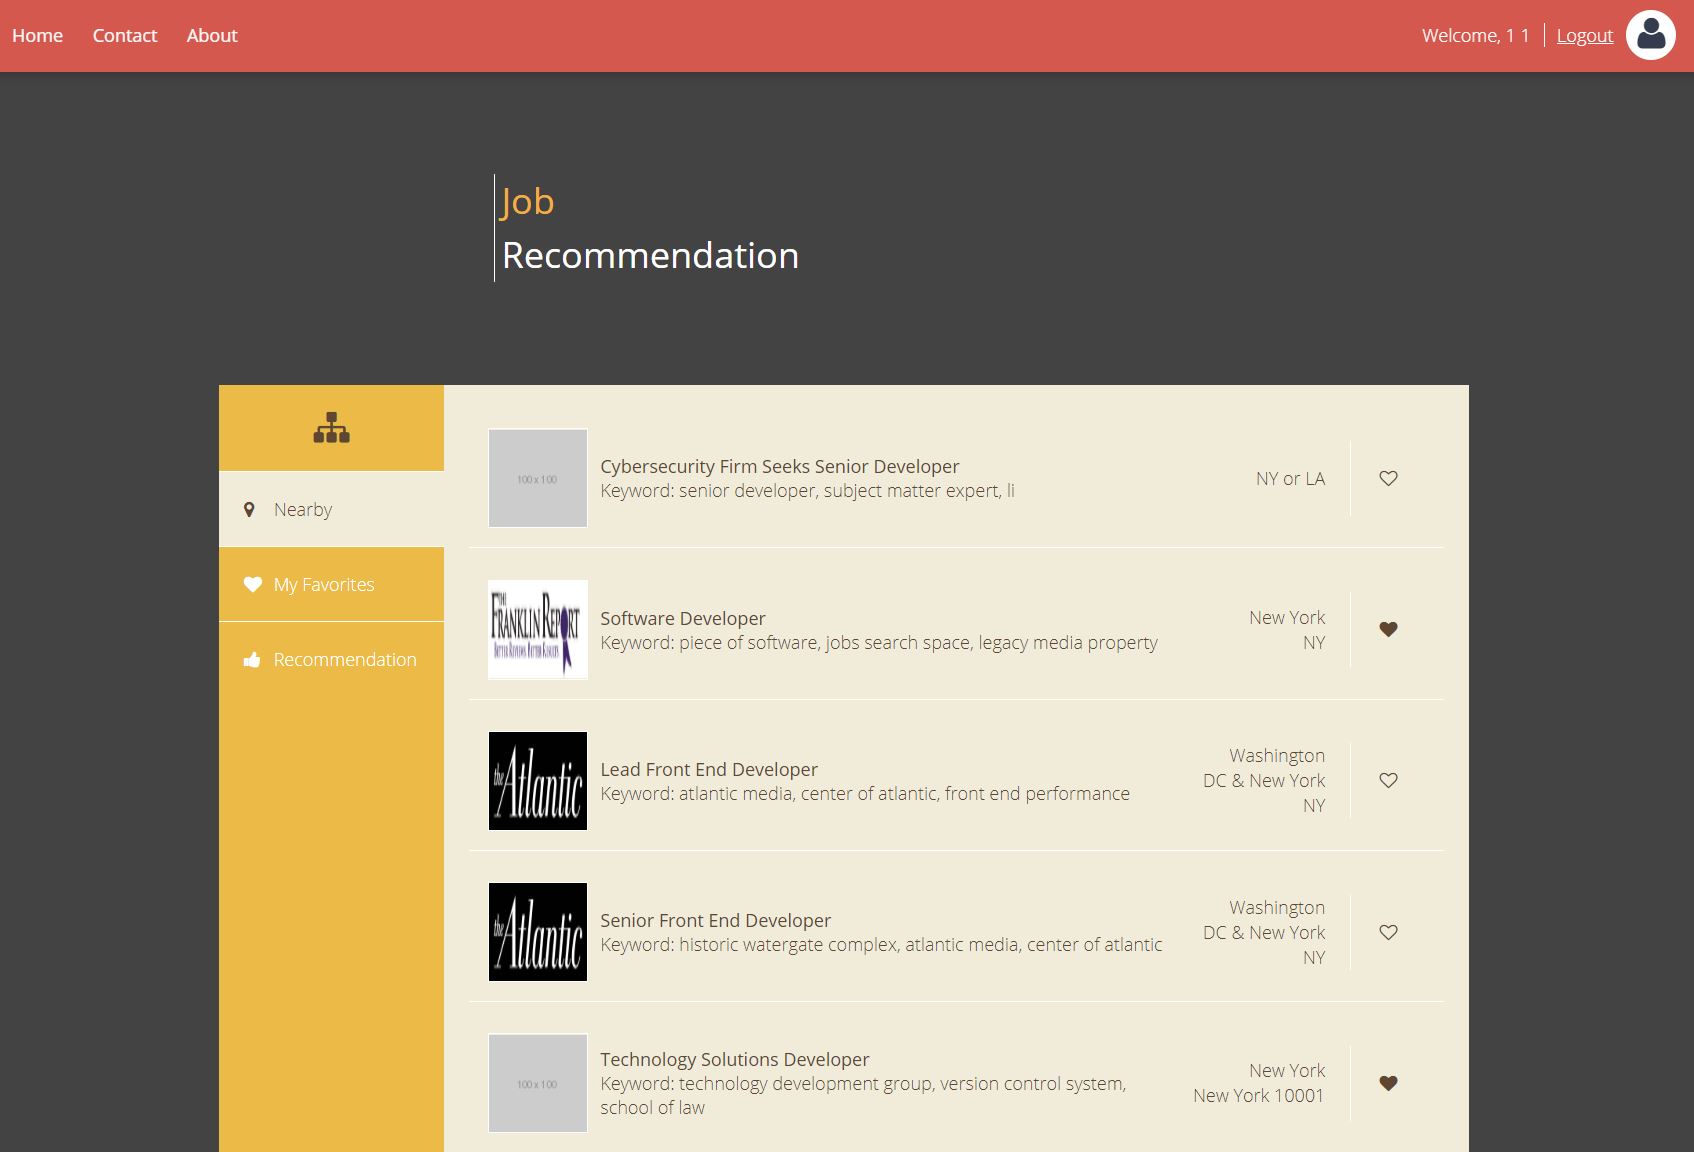 Home Contact About Welcome, 1 1 Logout
Job
Recommendation
Nearby
My Favorites
Recommendation
100 x 100
Cybersecurity Firm Seeks Senior Developer
Keyword: senior developer, subject matter expert, li
NY or LA
THE
FRANKLIN REPORT
BETTER REVIEWS. BETTER RESULTS.
Software Developer
Keyword: piece of software, jobs search space, legacy media property
New York
NY
the Atlantic
Lead Front End Developer
Keyword: atlantic media, center of atlantic, front end performance
Washington
DC & New York
NY
the Atlantic
Senior Front End Developer
Keyword: historic watergate complex, atlantic media, center of atlantic
Washington
DC & New York
NY
100 x 100
Technology Solutions Developer
Keyword: technology development group, version control system,
school of law
New York
New York 10001